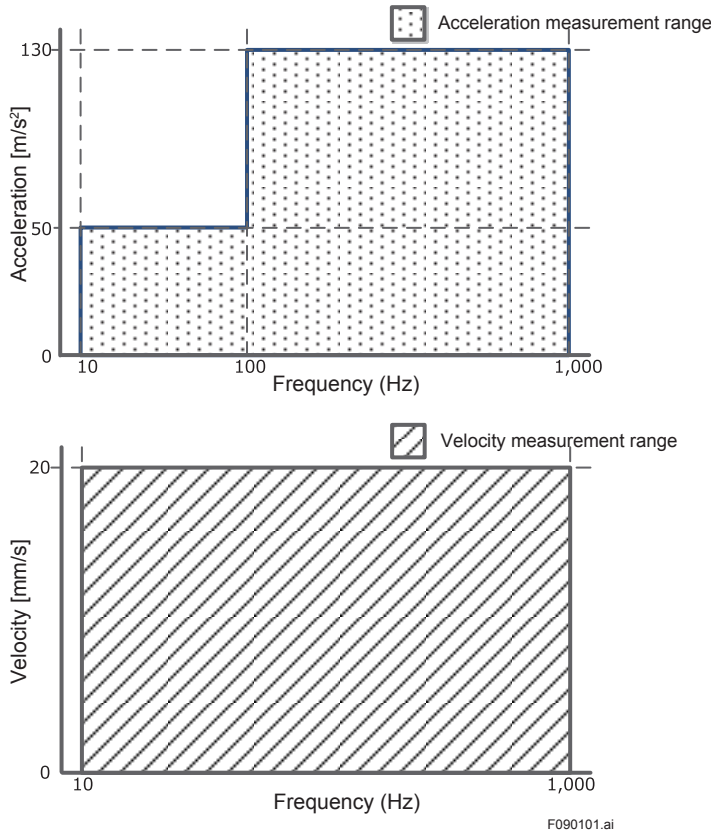 Acceleration measurement range
130
50
0
Acceleration [m/s²]
10 100 1,000
Frequency (Hz)
Velocity measurement range
20
0
Velocity [mm/s]
10 1,000
Frequency (Hz)
F090101.ai